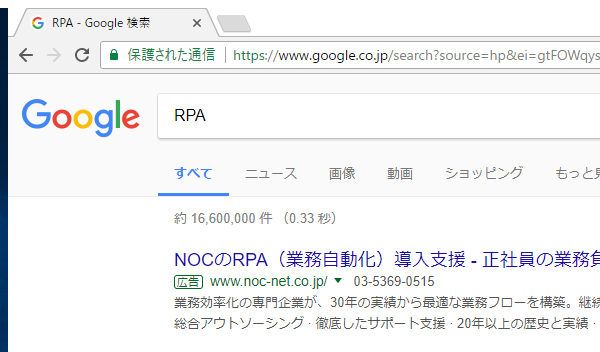 RPA - Google 検索
保護された通信 https://www.google.co.jp/search?source=hp&ei=gtFOWqys
Google RPA
すべて ニュース 画像 動画 ショッピング もっと見
約 16,600,000 件 （0.33 秒）
NOCのRPA（業務自動化）導入支援 - 正社員の業務負
広告 www.noc-net.co.jp/ 03-5369-0515
業務効率化の専門企業が、30年の実績から最適な業務フローを構築。継続
総合アウトソーシング · 徹底したサポート支援 · 20年以上の歴史と実績 ·